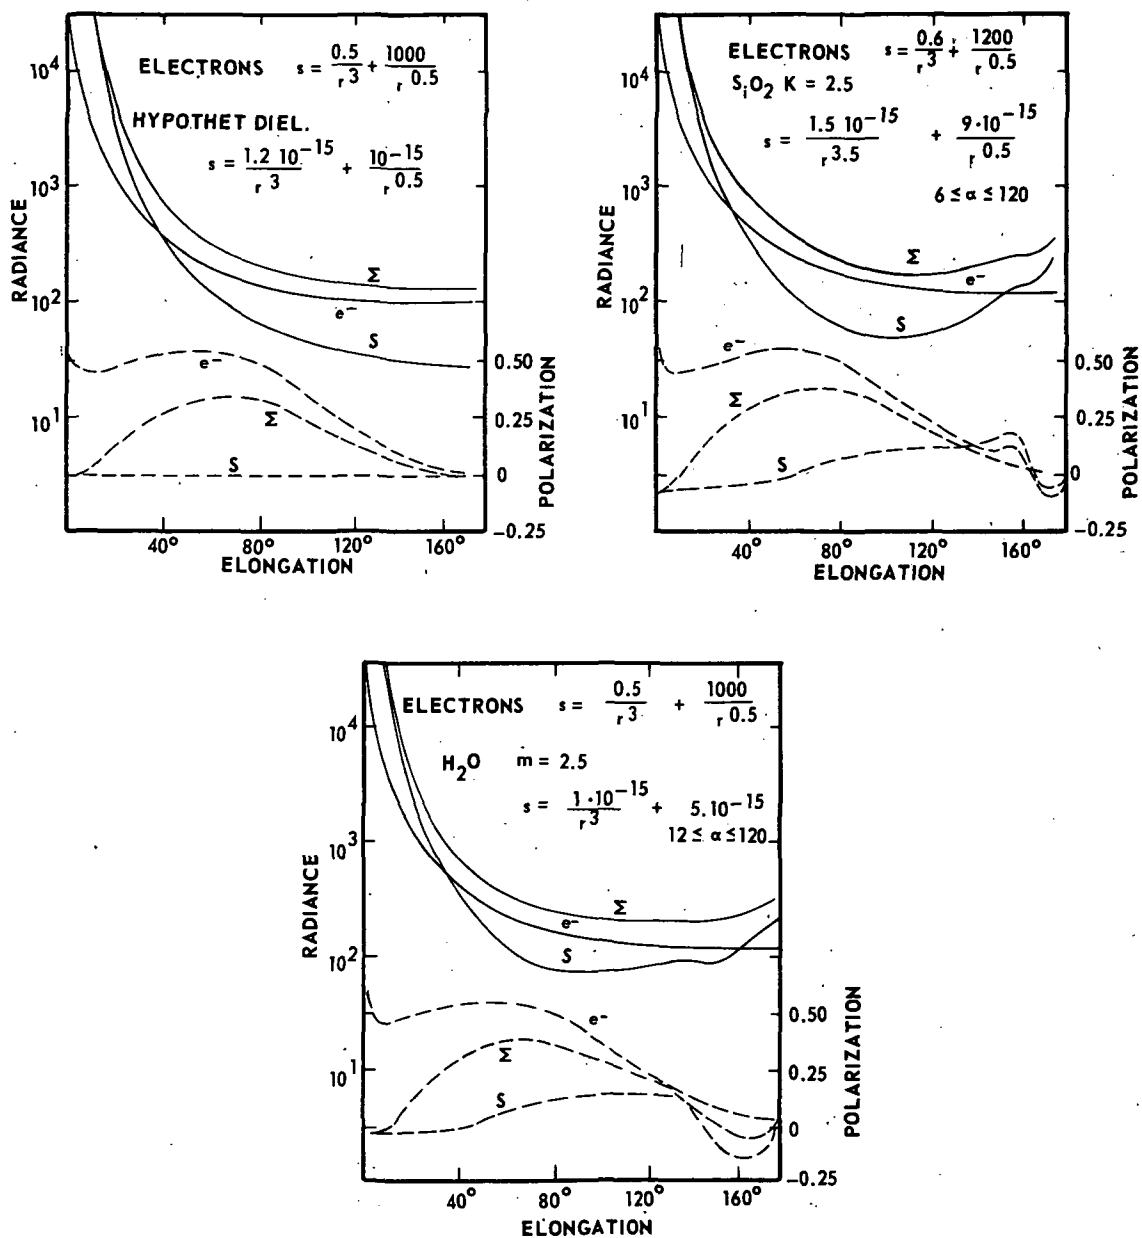 ELECTRONS s = 0.5/r^3 + 1000/r^0.5
HYPOTHET DIEL.
s = 1.2 10^-15/r^3 + 10-15/r^0.5
10^4
10^3
10^2
10^1
RADIANCE
Σ
e-
S
e-
Σ
S
0.50
0.25
0
-0.25
POLARIZATION
40° 80° 120° 160°
ELONGATION
ELECTRONS s = 0.6/r^3 + 1200/r^0.5
SiO2 K = 2.5
s = 1.5 10^-15/r^3.5 + 9·10^-15/r^0.5
6 ≤ α ≤ 120
10^4
10^3
10^2
10^1
RADIANCE
Σ
e-
S
e-
Σ
S
0.50
0.25
0
-0.25
POLARIZATION
40° 80° 120° 160°
ELONGATION
ELECTRONS s = 0.5/r^3 + 1000/r^0.5
H2O m = 2.5
s = 1·10^-15/r^3 + 5.10^-15
12 ≤ α ≤ 120
10^4
10^3
10^2
10^1
RADIANCE
Σ
e-
S
e-
Σ
S
0.50
0.25
0
-0.25
POLARIZATION
40° 80° 120° 160°
ELONGATION